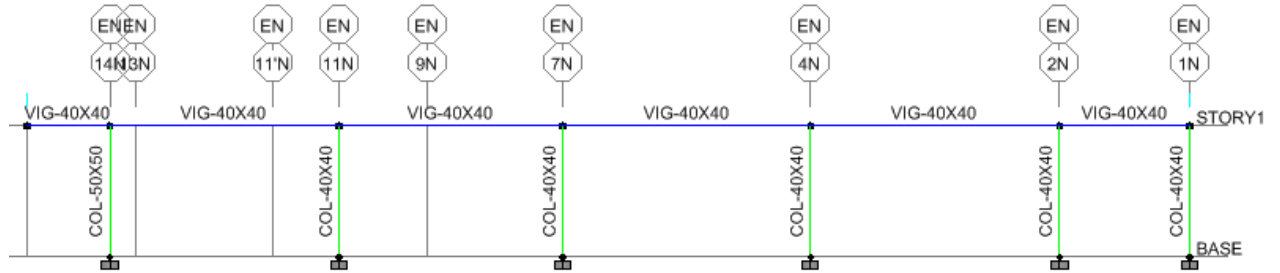 EN EN EN EN EN EN EN EN EN
14N 13N 11'N 11N 9N 7N 4N 2N 1N
VIG-40X40 VIG-40X40 VIG-40X40 VIG-40X40 VIG-40X40 VIG-40X40 STORY1
COL-50X50 COL-40X40 COL-40X40 COL-40X40 COL-40X40 COL-40X40
BASE